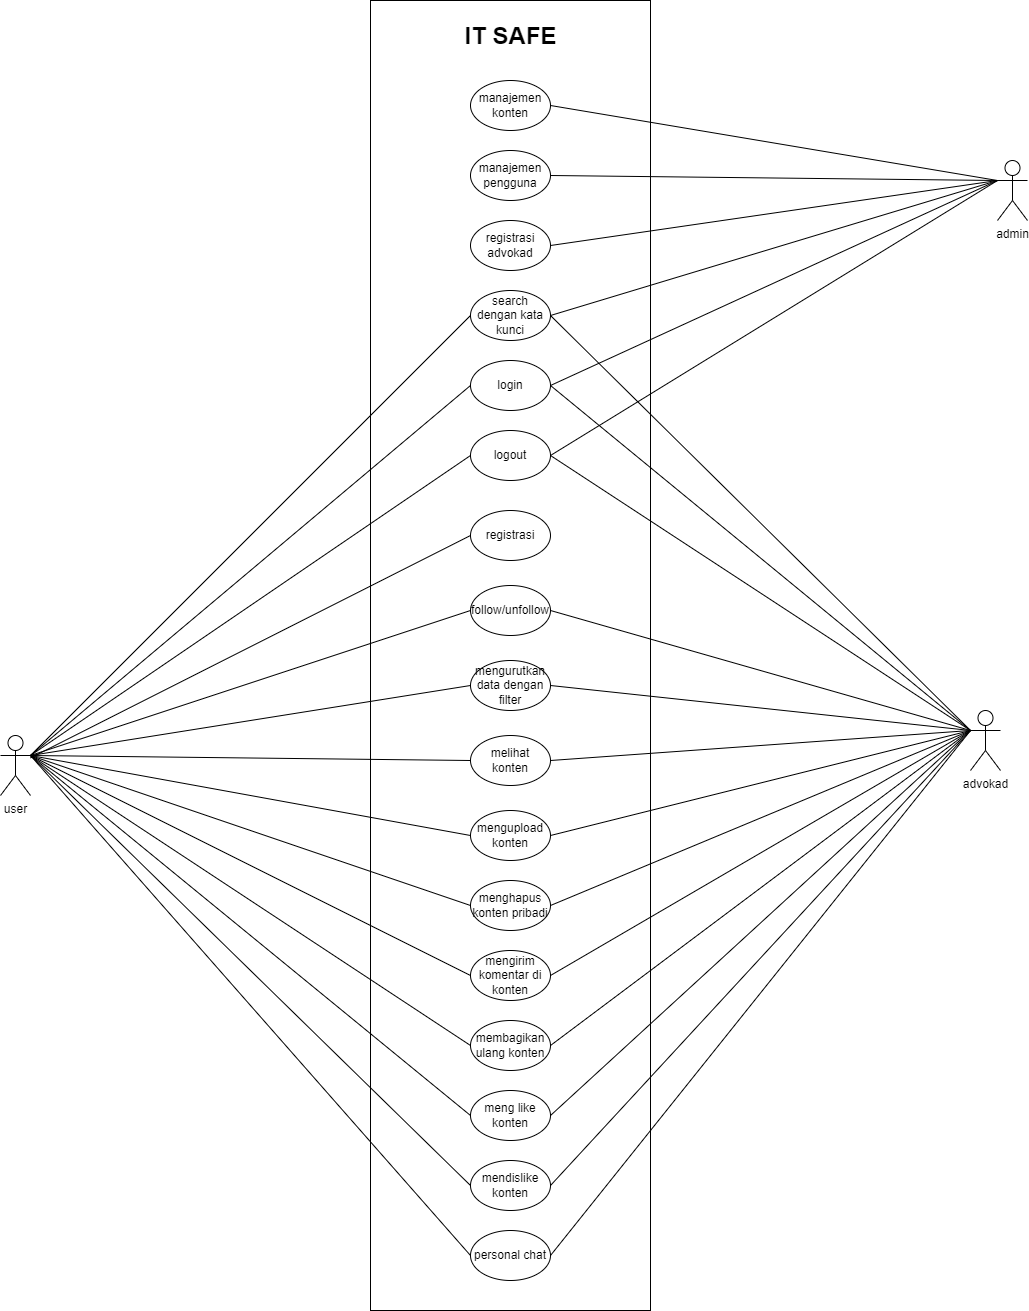 IT SAFE
manajemen
konten
manajemen
pengguna
admin
registrasi
advokad
search
dengan kata
kunci
login
logout
registrasi
follow/unfollow
mengurutkan
data dengan
filter
melihat
konten
user
advokad
mengupload
konten
menghapus
konten pribadi
mengirim
komentar di
konten
membagikan
ulang konten
meng like
konten
mendislike
konten
personal chat